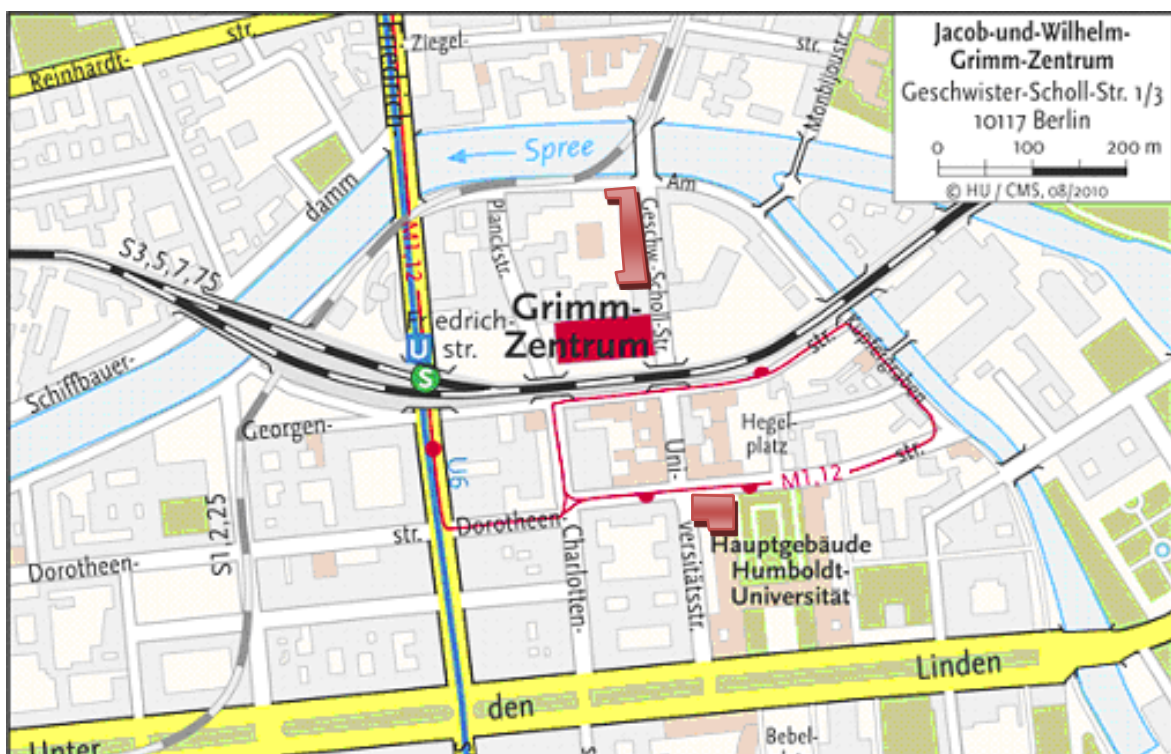 Jacob-und-Wilhelm-
Grimm-Zentrum
Geschwister-Scholl-Str. 1/3
10117 Berlin
0 100 200 m
© HU / CMS, 08/2010
Reinhardt-
str.
Friedrich-
Ziegel-
str.
Monbijoustr.
Spree
damm
Am
M1,12
Planckstr.
Geschw.-Scholl-Str.
S3,5,7,75
Grimm-
Zentrum
Friedrich-
str.
U
S
Schiffbauer-
Georgen-
str.
Kupfergraben
Hegel-
platz
Uni-
U6
M1,12
str.
S1,2,25
Dorotheen-
str.
Dorotheen-
Charlotten-
versitätsstr.
Hauptgebäude
Humboldt-
Universität
Unter
den
Linden
Bebel-